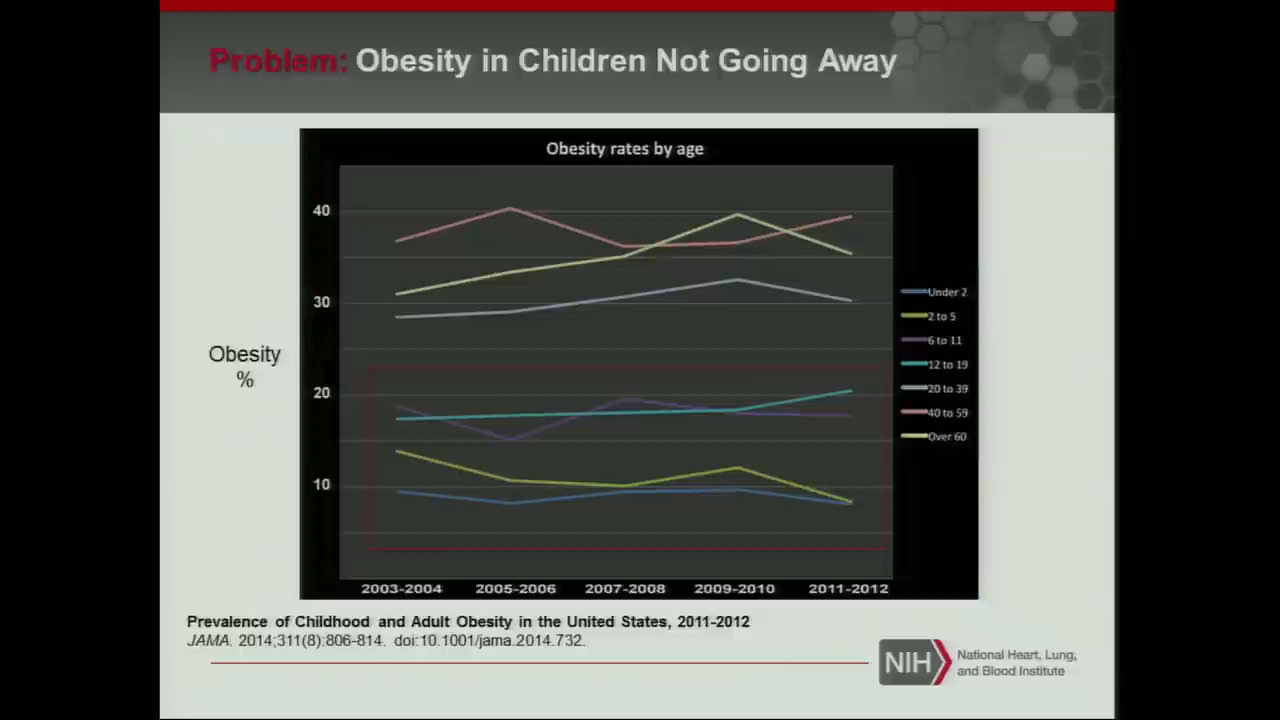 Problem: Obesity in Children Not Going Away
Obesity rates by age
40
30
20
10
Obesity
%
Under 2
2 to 5
6 to 11
12 to 19
20 to 39
40 to 59
Over 60
2003-2004 2005-2006 2007-2008 2009-2010 2011-2012
Prevalence of Childhood and Adult Obesity in the United States, 2011-2012
JAMA. 2014;311(8):806-814. doi:10.1001/jama.2014.732.
NIH
National Heart, Lung,
and Blood Institute